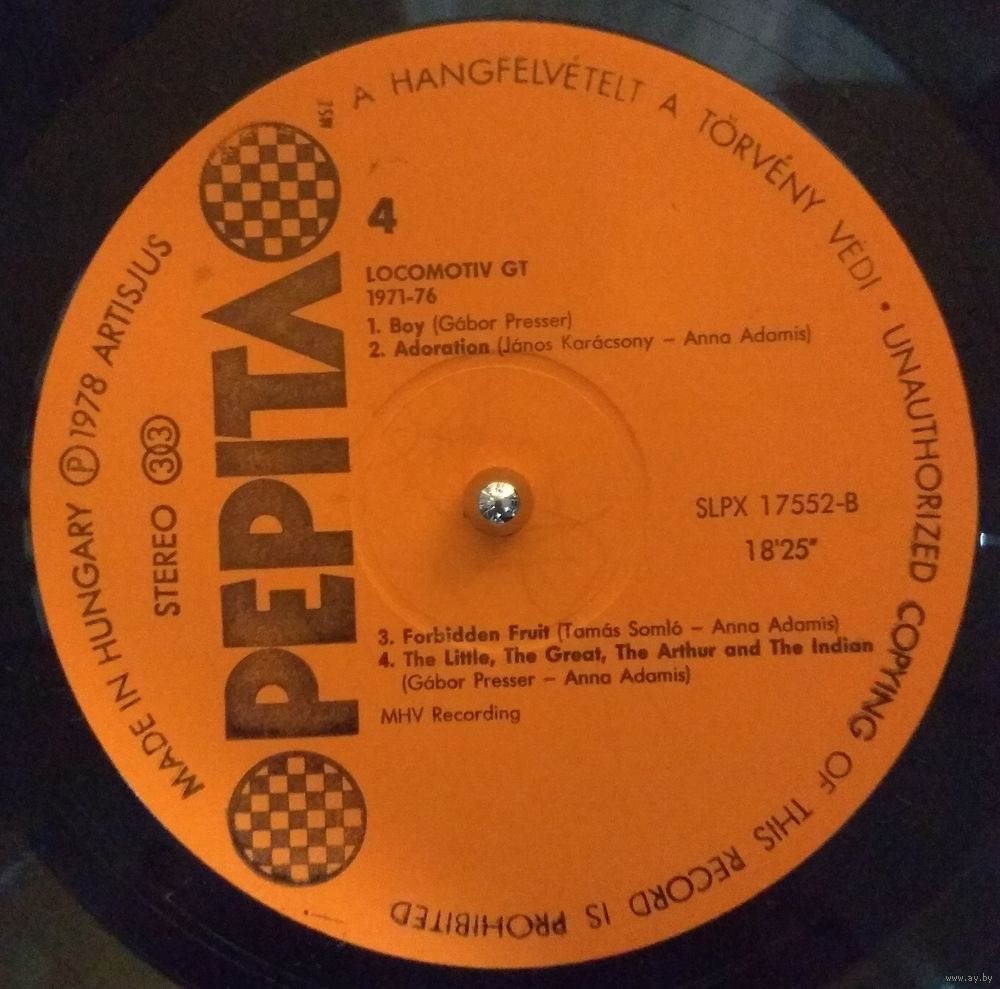 A HANGFELVÉTELT A TÖRVÉNY VÉDI • UNAUTHORIZED COPYING OF THIS RECORD IS PROHIBITED
MADE IN HUNGARY Ⓟ 1978 ARTISJUS
STEREO 303
PEPITA
MSZ
4
LOCOMOTIV GT
1971-76
1. Boy (Gábor Presser)
2. Adoration (János Karácsony – Anna Adamis)
SLPX 17552-B
18'25"
3. Forbidden Fruit (Tamás Somló – Anna Adamis)
4. The Little, The Great, The Arthur and The Indian
(Gábor Presser – Anna Adamis)
MHV Recording
www.ay.by